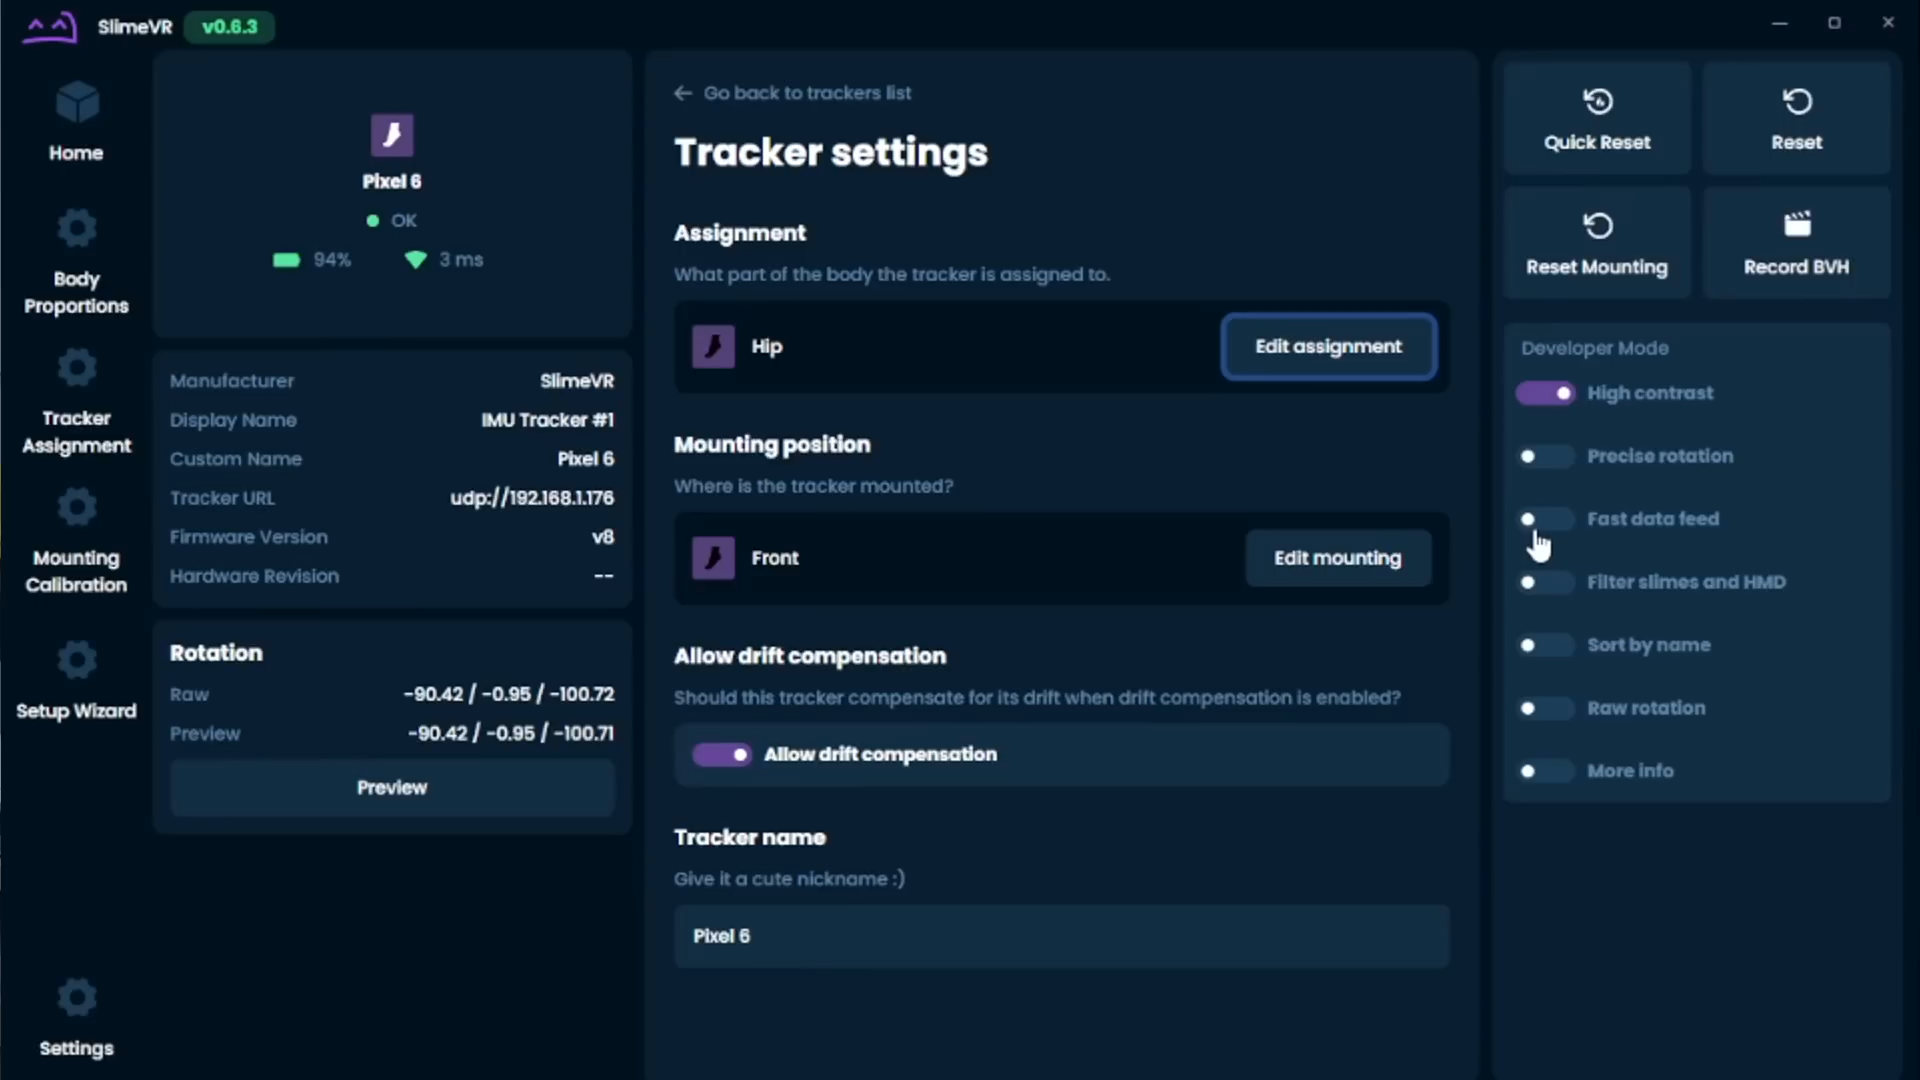 SlimeVR
v0.6.3
Home
Body
Proportions
Tracker
Assignment
Mounting
Calibration
Setup Wizard
Settings
Pixel 6
OK
94%
3 ms
Manufacturer SlimeVR
Display Name IMU Tracker #1
Custom Name Pixel 6
Tracker URL udp://192.168.1.176
Firmware Version v8
Hardware Revision --
Rotation
Raw -90.42 / -0.95 / -100.72
Preview -90.42 / -0.95 / -100.71
Preview
Go back to trackers list
Tracker settings
Assignment
What part of the body the tracker is assigned to.
Hip
Edit assignment
Mounting position
Where is the tracker mounted?
Front
Edit mounting
Allow drift compensation
Should this tracker compensate for its drift when drift compensation is enabled?
Allow drift compensation
Tracker name
Give it a cute nickname :)
Pixel 6
Quick Reset
Reset
Reset Mounting
Record BVH
Developer Mode
High contrast
Precise rotation
Fast data feed
Filter slimes and HMD
Sort by name
Raw rotation
More info